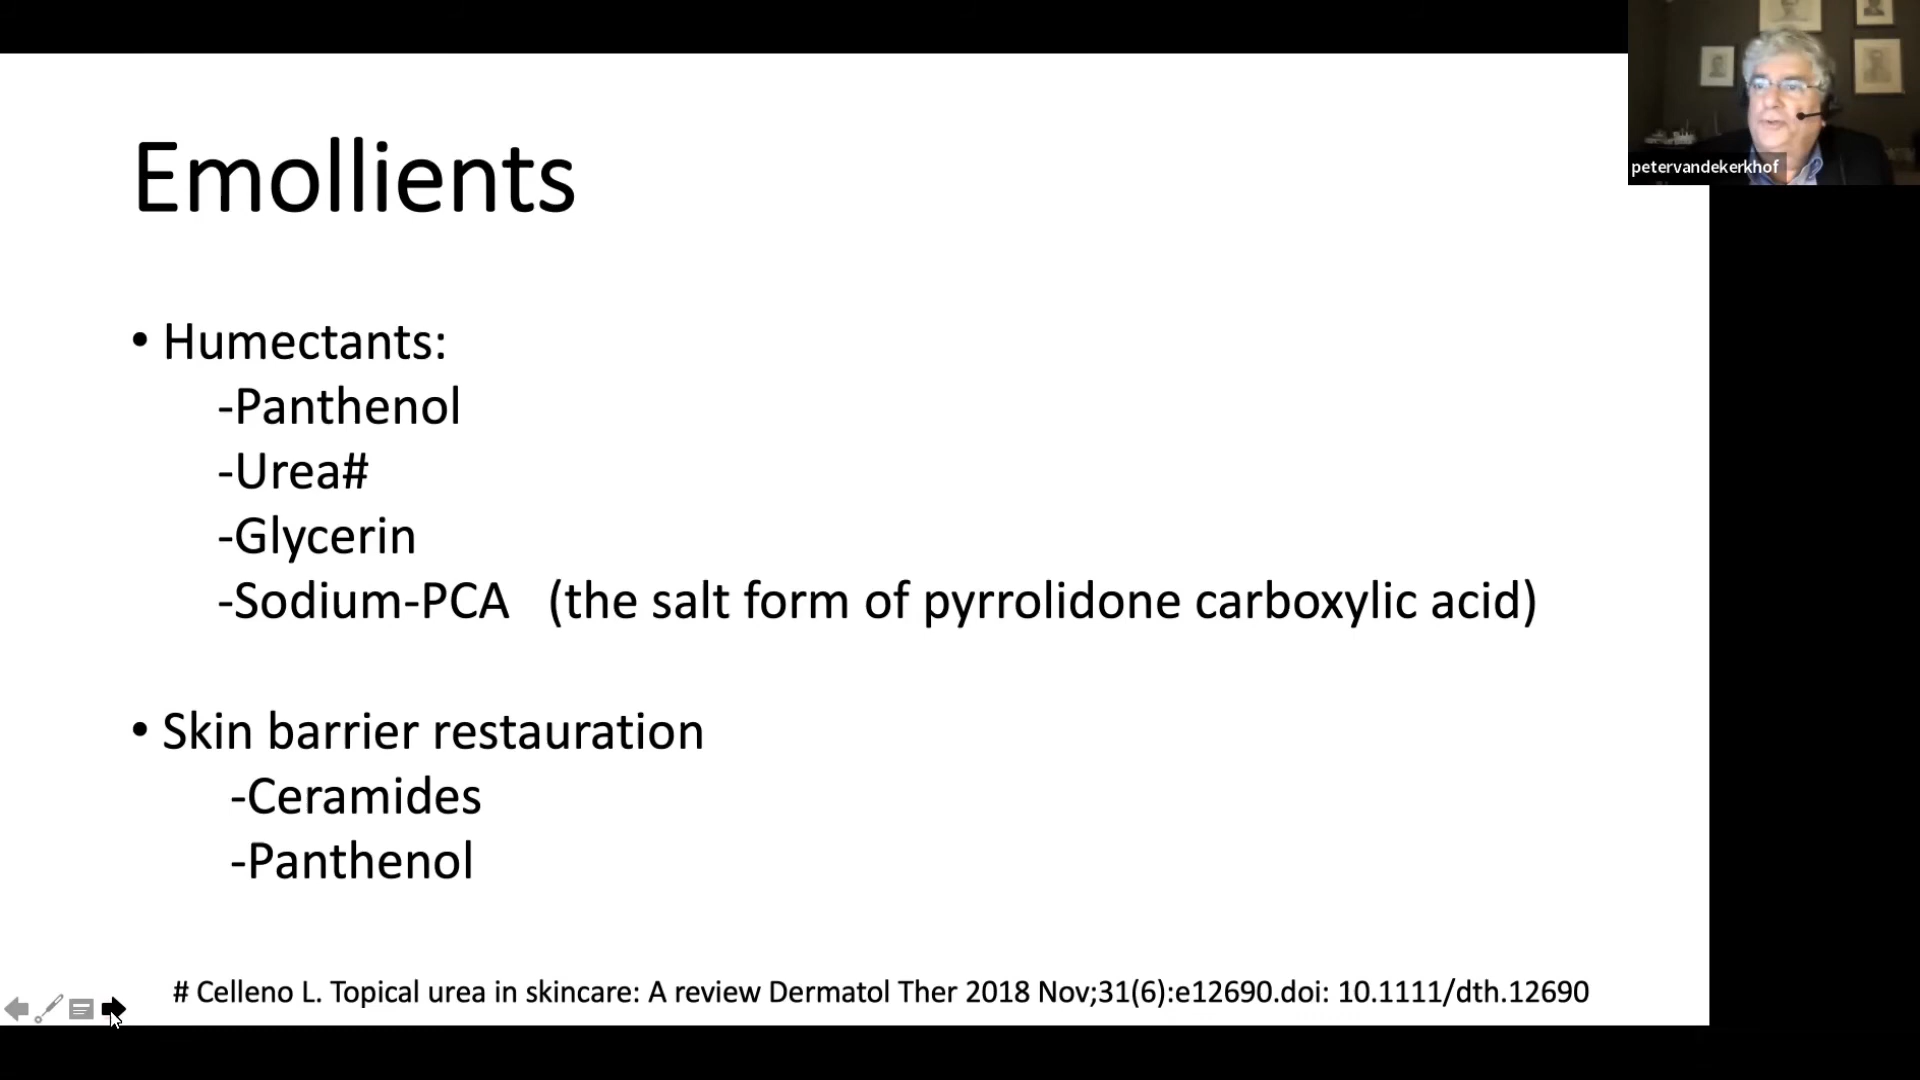 petervandekerkhof
Emollients
• Humectants:
-Panthenol
-Urea#
-Glycerin
-Sodium-PCA (the salt form of pyrrolidone carboxylic acid)
• Skin barrier restauration
-Ceramides
-Panthenol
# Celleno L. Topical urea in skincare: A review Dermatol Ther 2018 Nov;31(6):e12690.doi: 10.1111/dth.12690